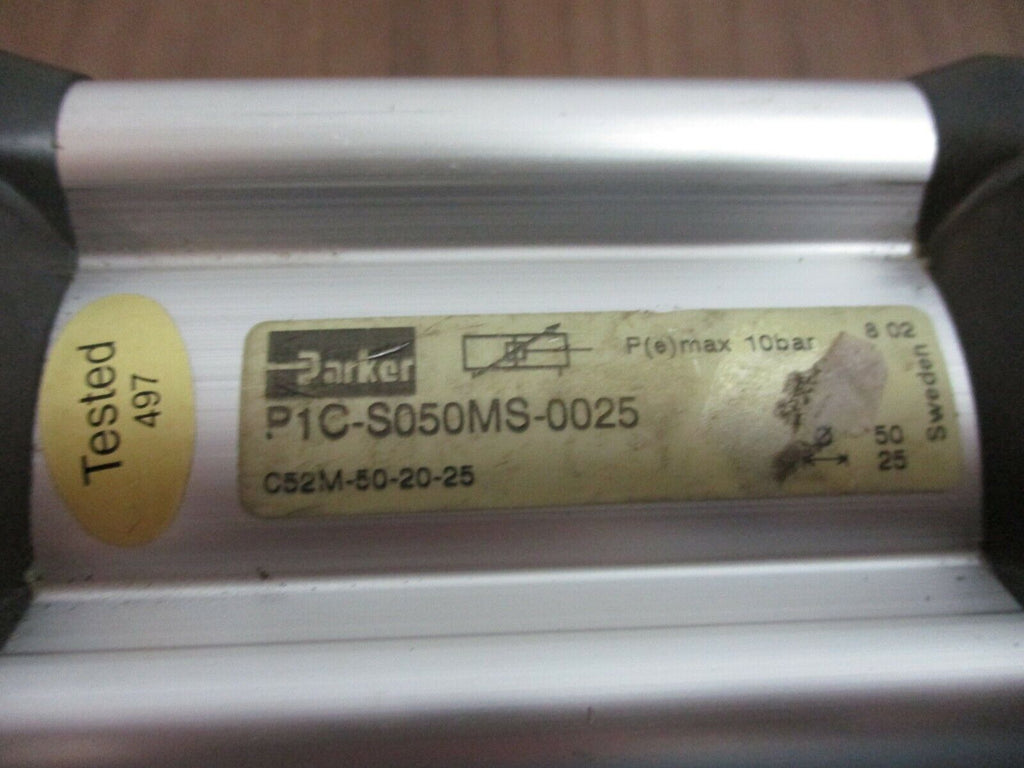 Tested
497
Parker
P(e)max 10bar
8 02
Sweden
P1C-S050MS-0025
50
C52M-50-20-25
25